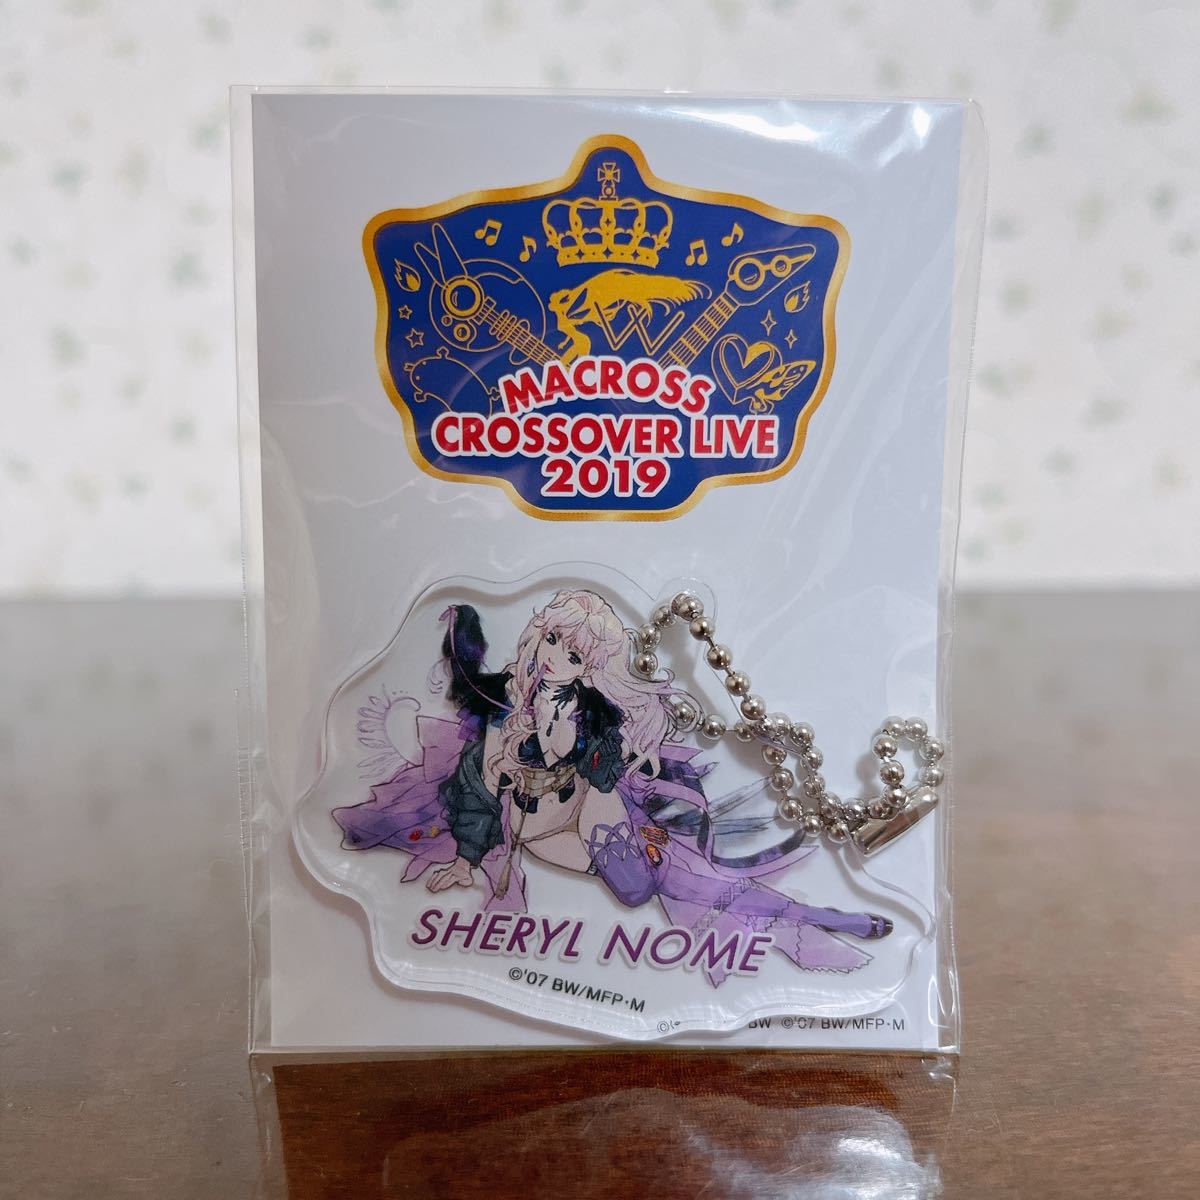 MACROSS
CROSSOVER LIVE
2019
SHERYL NOME
©'07 BW/MFP・M
BW ©'07 BW/MFP・M